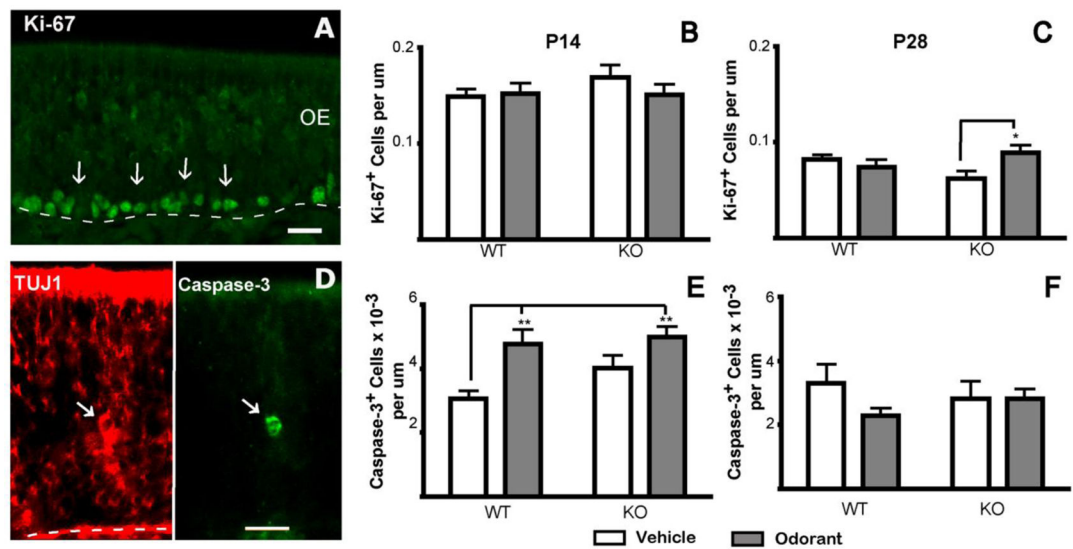 Ki-67
A
OE
P14
B
Ki-67+ Cells per um
0.2
0.1
WT
KO
P28
C
Ki-67+ Cells per um
0.2
0.1
*
WT
KO
TUJ1
Caspase-3
D
E
Caspase-3+ Cells x 10-3
per um
6
4
2
**
**
WT
KO
F
Caspase-3+ Cells x 10-3
per um
6
4
2
WT
KO
Vehicle
Odorant